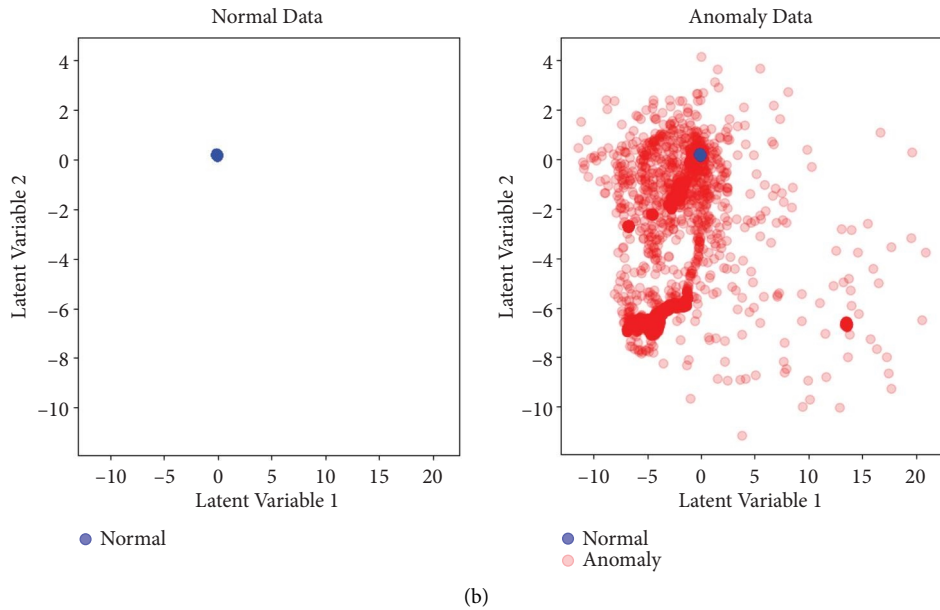 Normal Data
4
2
0
−2
−4
−6
−8
−10
Latent Variable 2
−10 −5 0 5 10 15 20
Latent Variable 1
Normal
Anomaly Data
4
2
0
−2
−4
−6
−8
−10
Latent Variable 2
−10 −5 0 5 10 15 20
Latent Variable 1
Normal
Anomaly
(b)